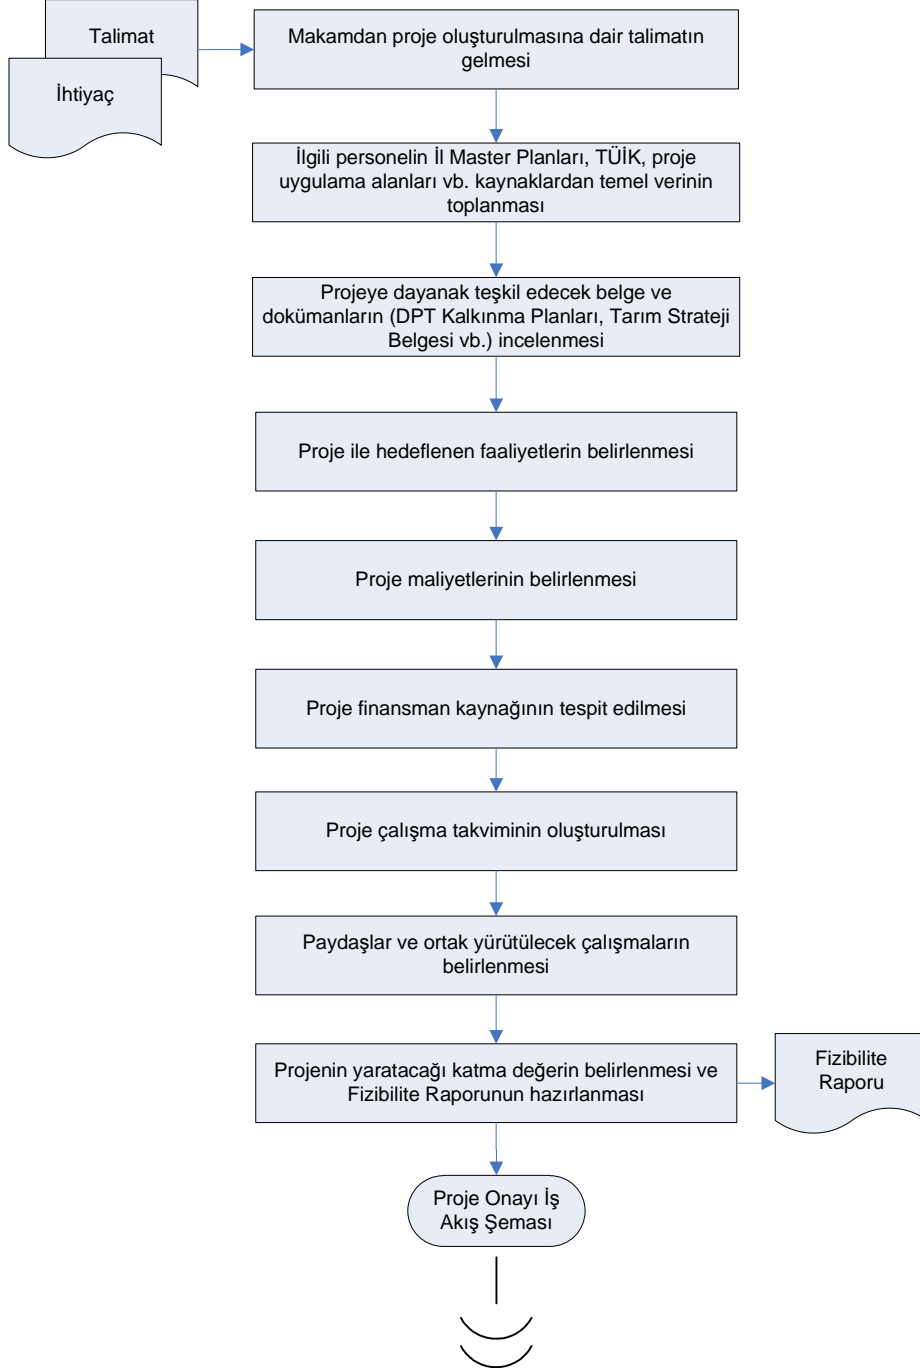 Talimat
İhtiyaç
Makamdan proje oluşturulmasına dair talimatın
gelmesi
İlgili personelin İl Master Planları, TÜİK, proje
uygulama alanları vb. kaynaklardan temel verinin
toplanması
Projeye dayanak teşkil edecek belge ve
dokümanların (DPT Kalkınma Planları, Tarım Strateji
Belgesi vb.) incelenmesi
Proje ile hedeflenen faaliyetlerin belirlenmesi
Proje maliyetlerinin belirlenmesi
Proje finansman kaynağının tespit edilmesi
Proje çalışma takviminin oluşturulması
Paydaşlar ve ortak yürütülecek çalışmaların
belirlenmesi
Projenin yaratacağı katma değerin belirlenmesi ve
Fizibilite Raporunun hazırlanması
Fizibilite
Raporu
Proje Onayı İş
Akış Şeması